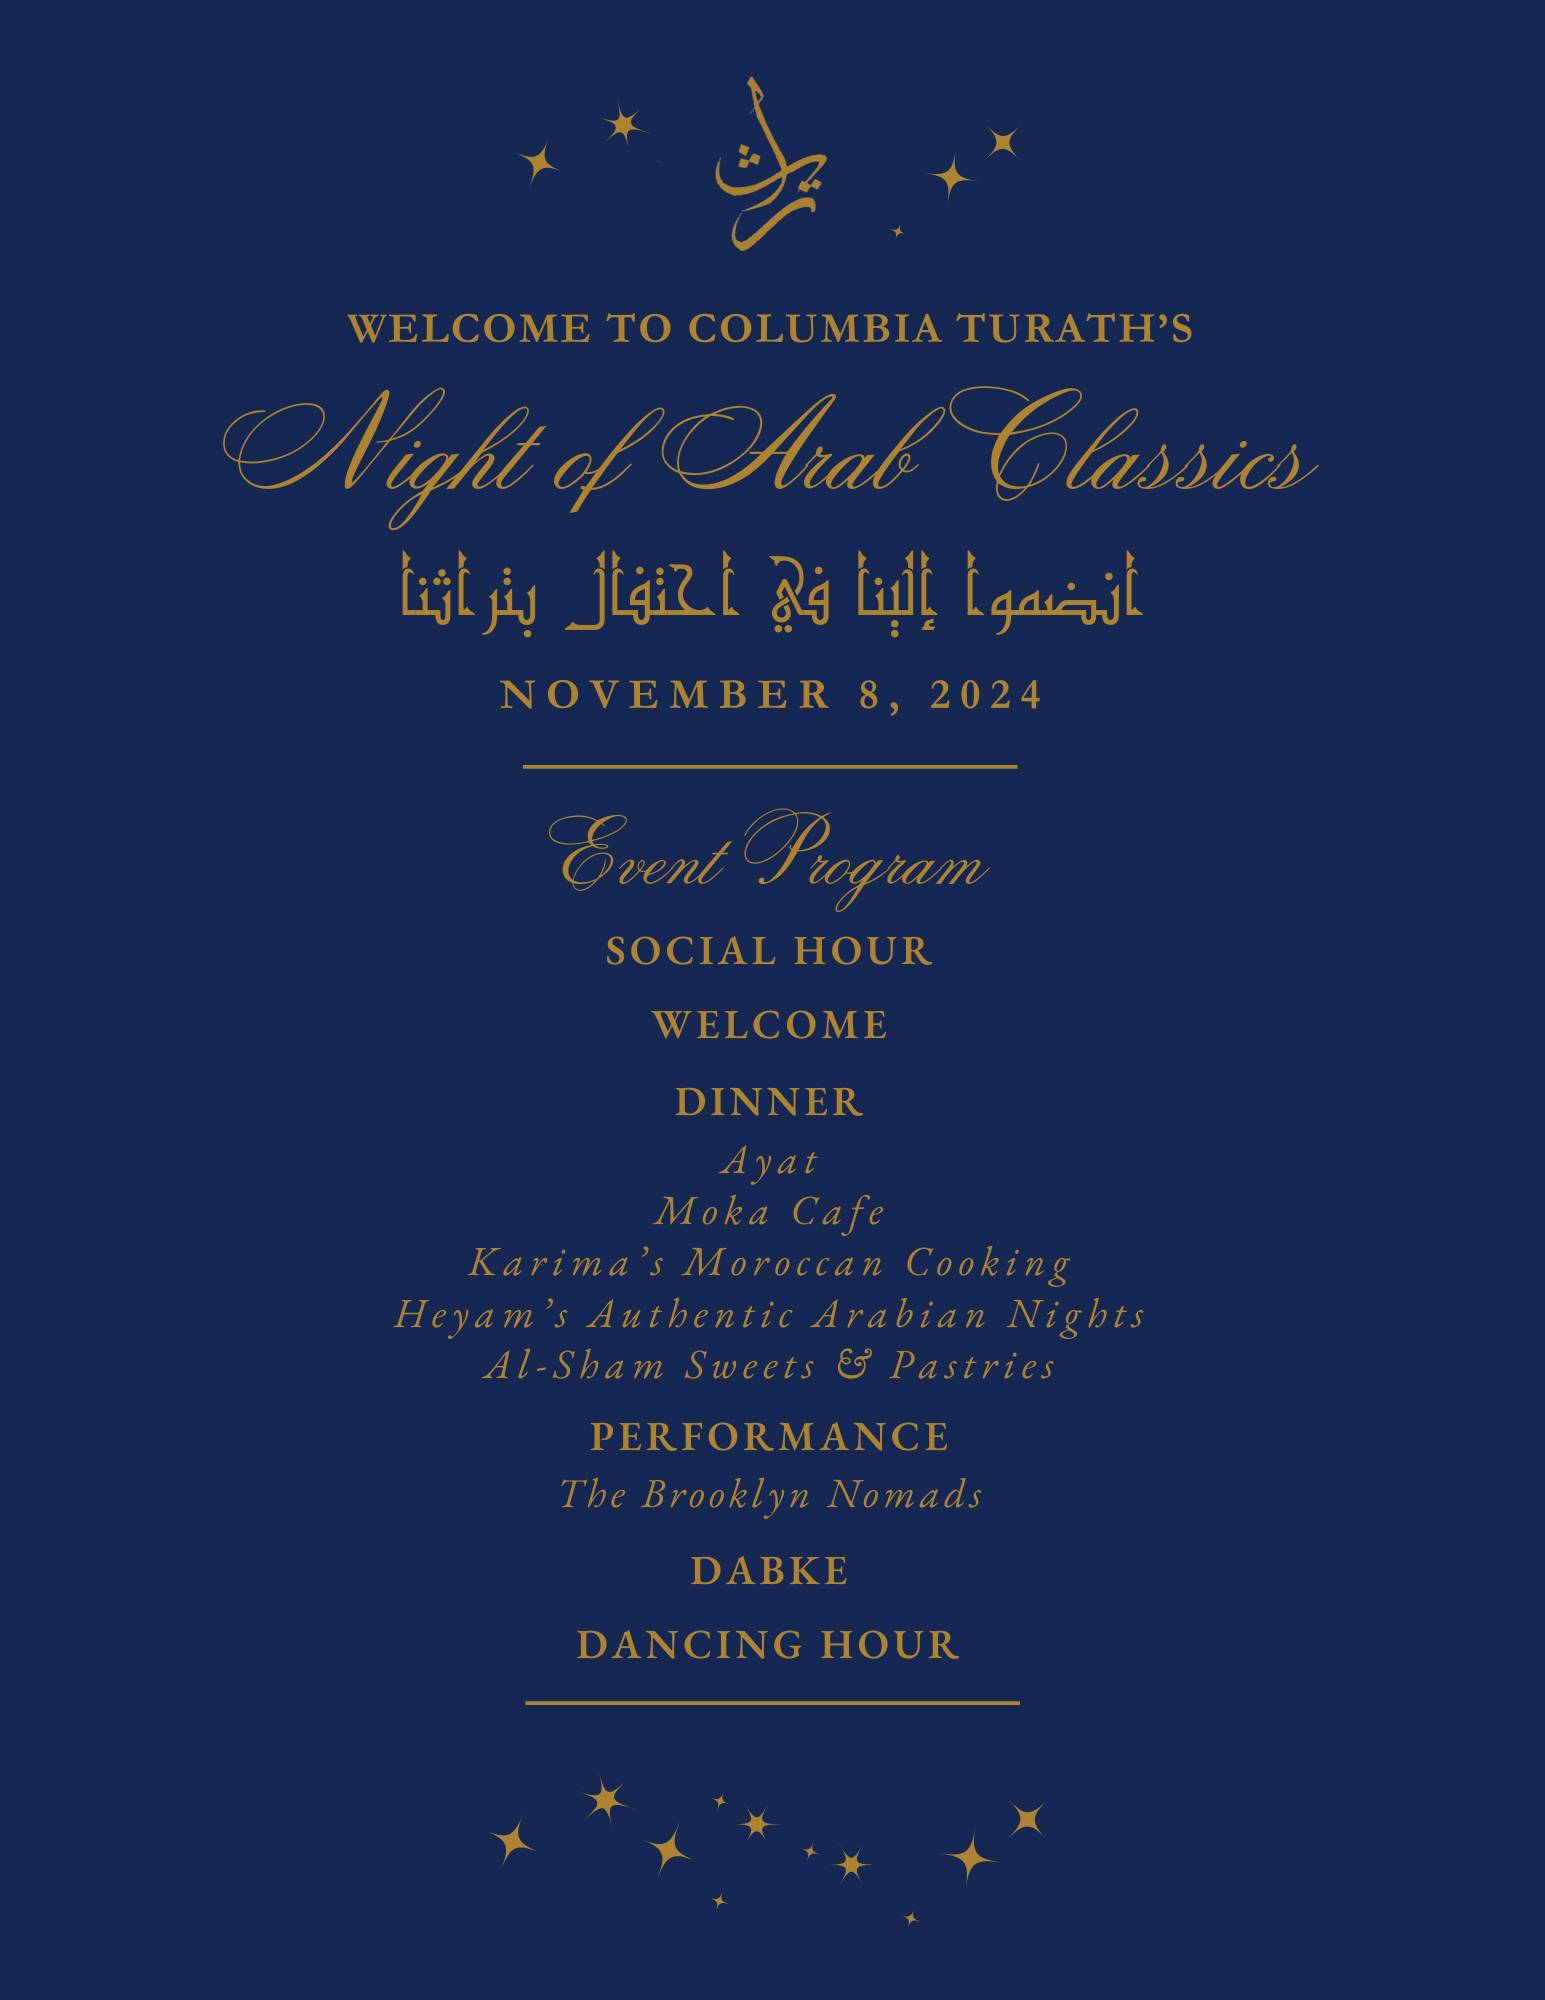 تراث
WELCOME TO COLUMBIA TURATH’S
Night of Arab Classics
انضموا إلينا في احتفال بتراثنا
NOVEMBER 8, 2024
Event Program
SOCIAL HOUR
WELCOME
DINNER
Ayat
Moka Cafe
Karima’s Moroccan Cooking
Heyam’s Authentic Arabian Nights
Al-Sham Sweets & Pastries
PERFORMANCE
The Brooklyn Nomads
DABKE
DANCING HOUR